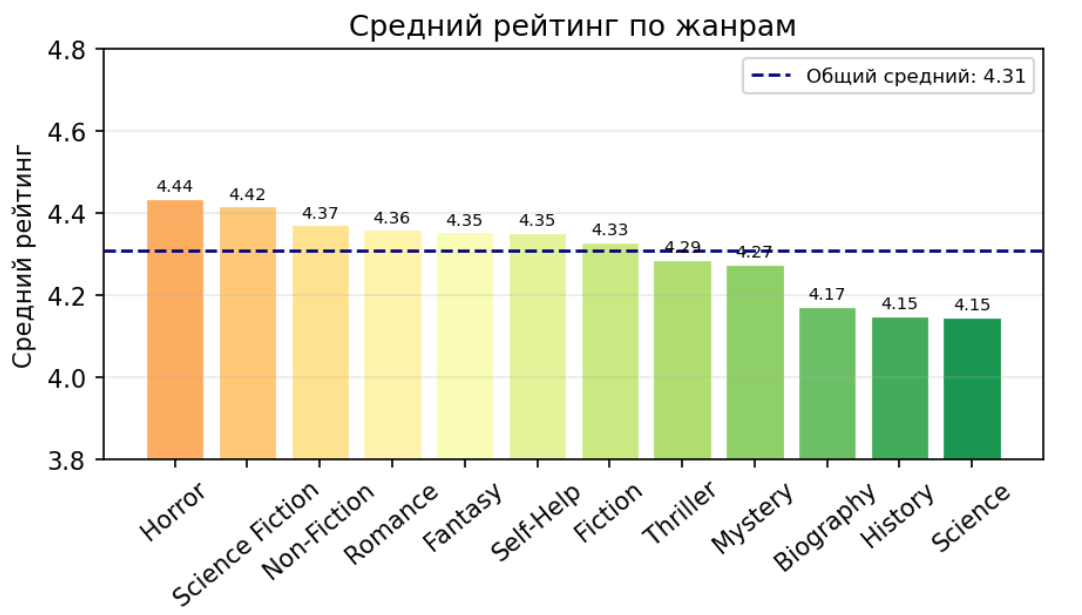 Средний рейтинг по жанрам
Общий средний: 4.31
Средний рейтинг
4.8
4.6
4.4
4.2
4.0
3.8
4.44
4.42
4.37
4.36
4.35
4.35
4.33
4.29
4.27
4.17
4.15
4.15
Horror
Science Fiction
Non-Fiction
Romance
Fantasy
Self-Help
Fiction
Thriller
Mystery
Biography
History
Science